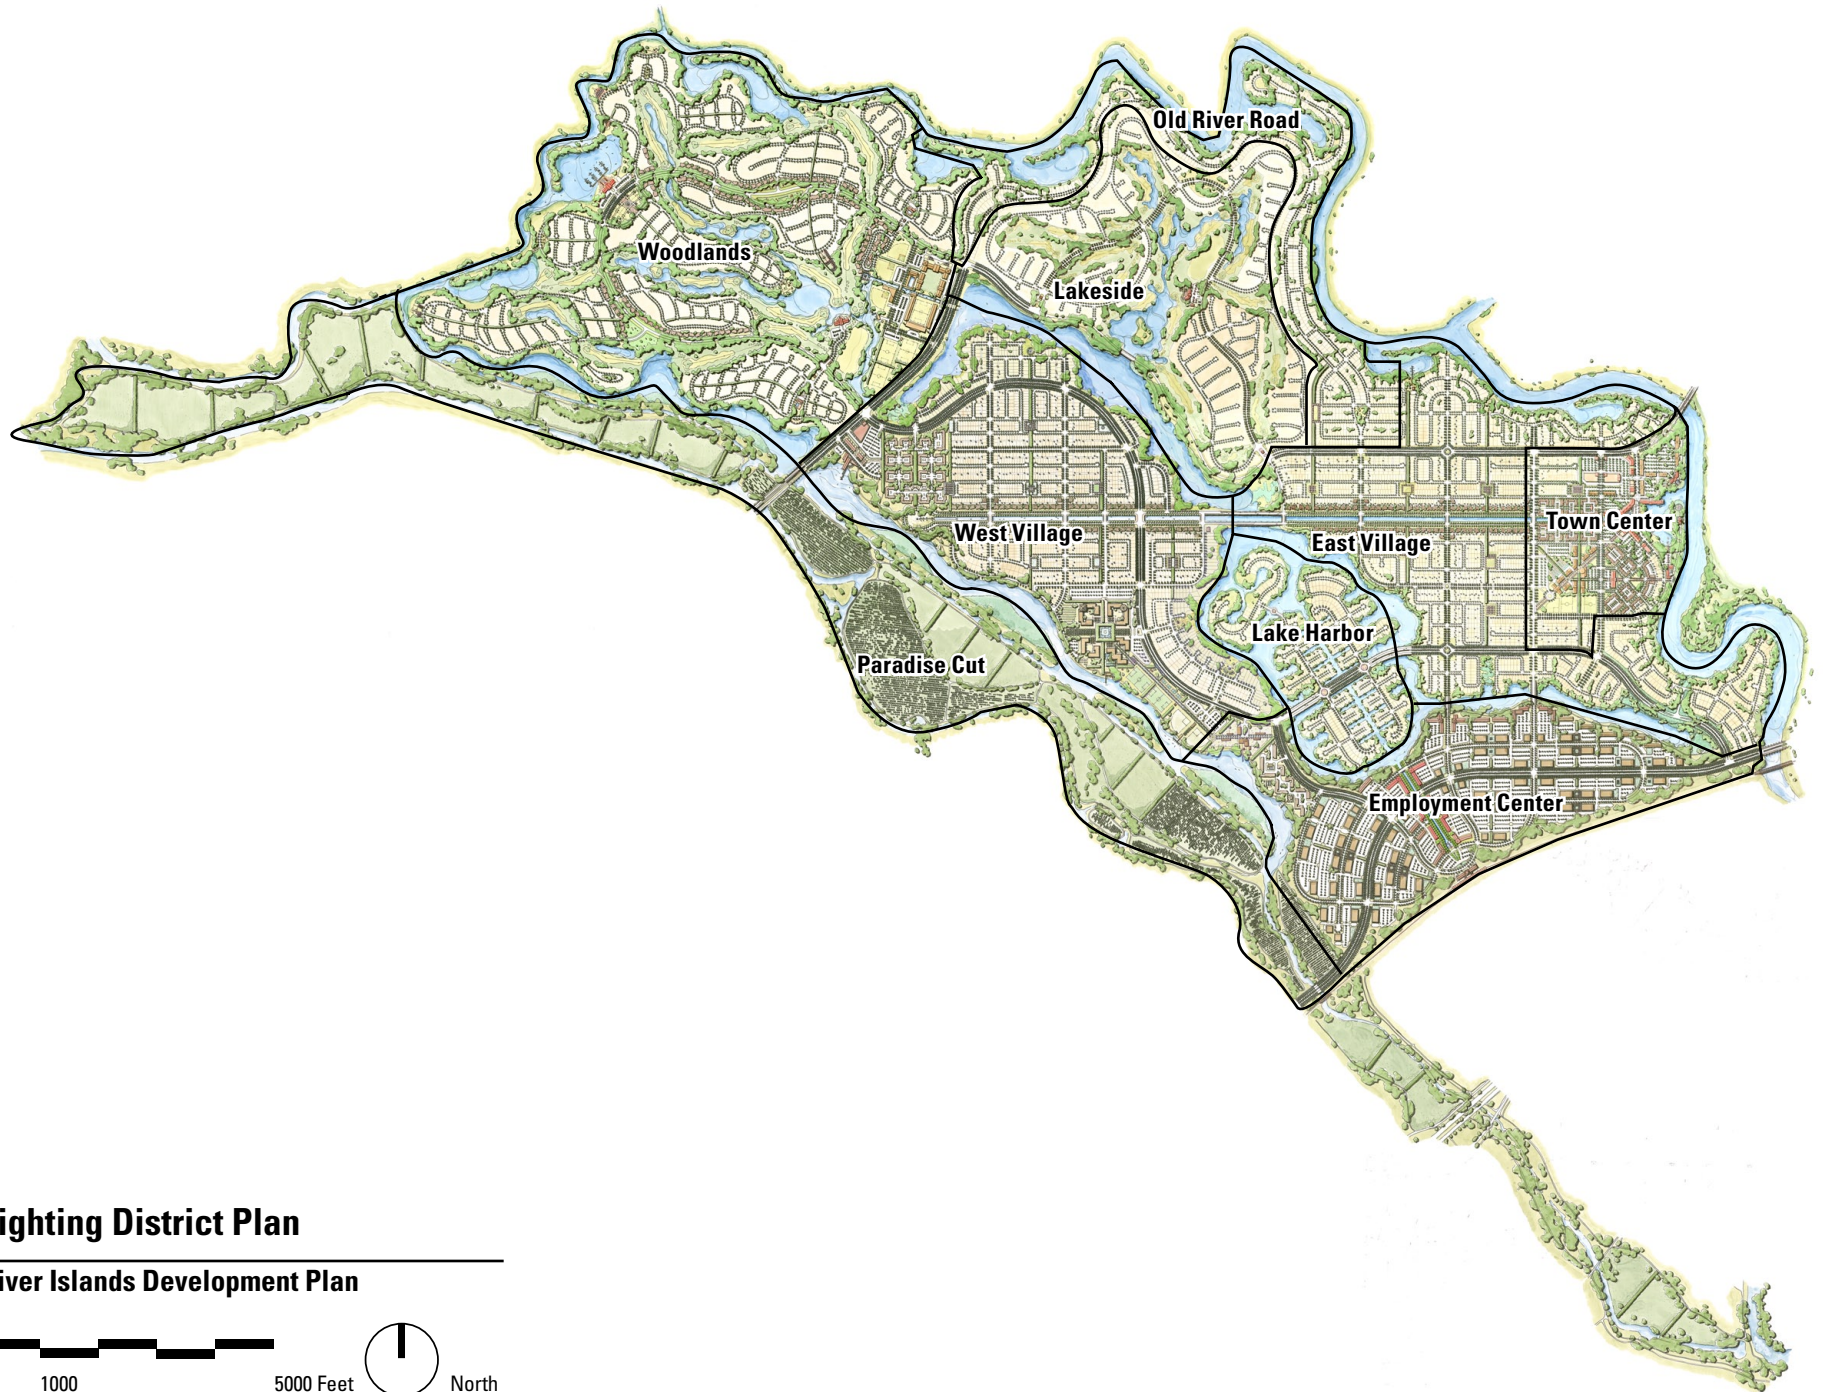 Old River Road
Woodlands
Lakeside
Town Center
West Village
East Village
Lake Harbor
Paradise Cut
Employment Center
ighting District Plan
iver Islands Development Plan
1000
5000 Feet
North